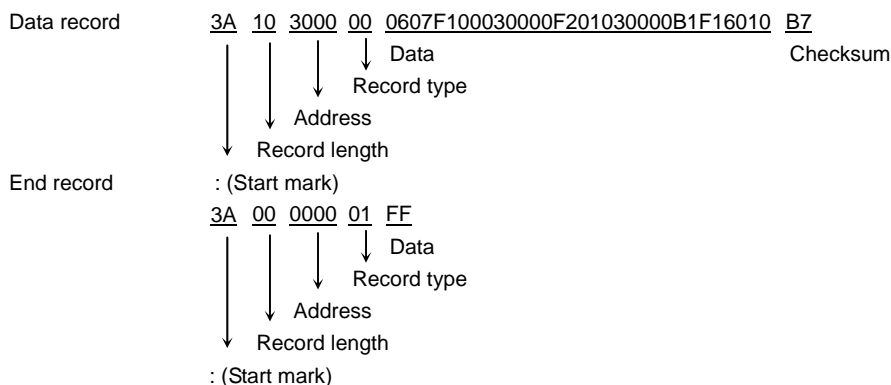 Data record 3A 10 3000 00 0607F100030000F201030000B1F16010 B7
Data Checksum
Record type
Address
Record length
End record : (Start mark)
3A 00 0000 01 FF
Data
Record type
Address
Record length
: (Start mark)